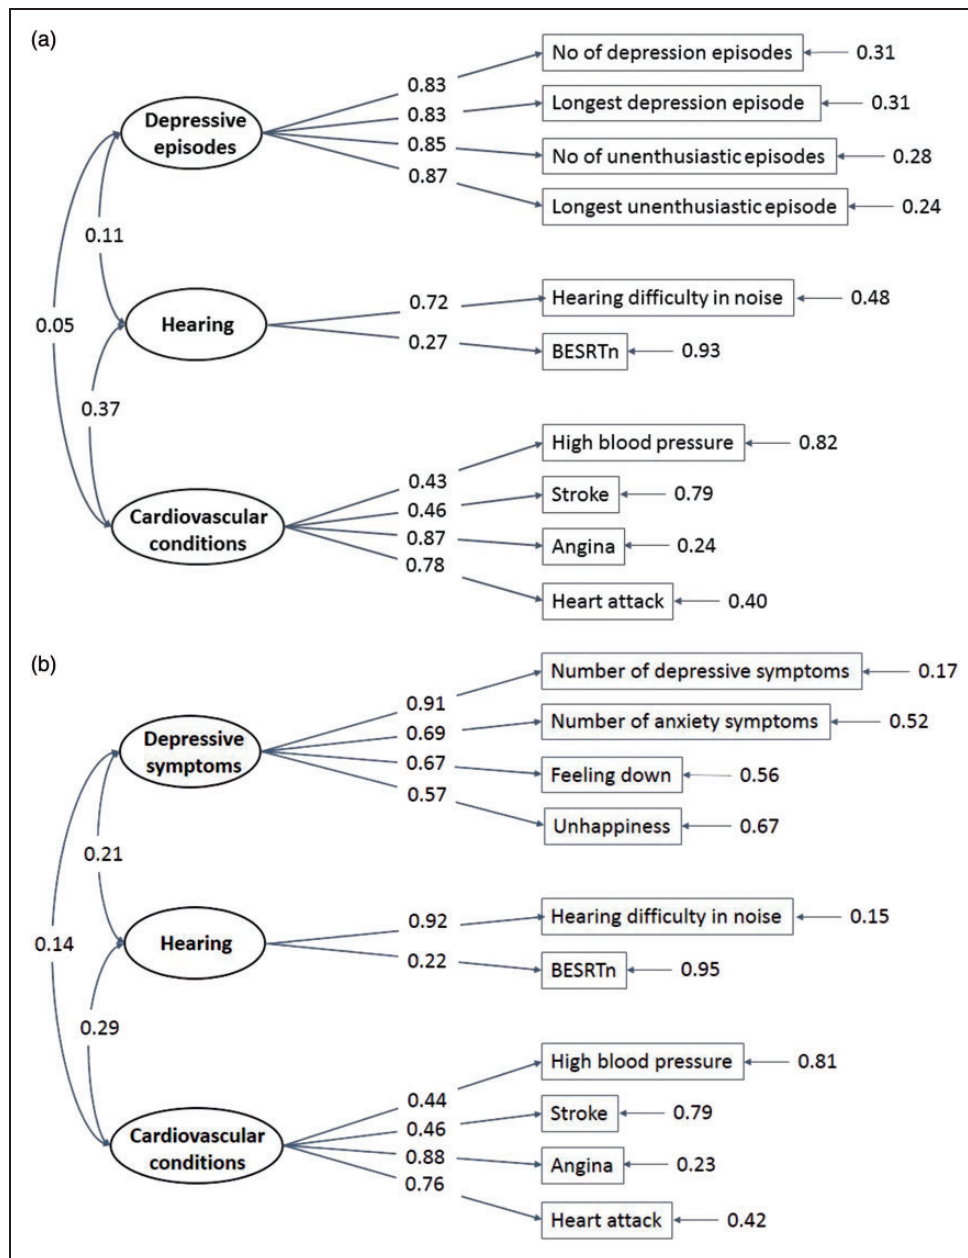 (a)
No of depression episodes
0.31
0.83
Longest depression episode
0.31
0.83
Depressive
episodes
0.85
No of unenthusiastic episodes
0.28
0.87
Longest unenthusiastic episode
0.24
0.11
Hearing difficulty in noise
0.48
0.72
Hearing
0.05
0.27
BESRTn
0.93
0.37
High blood pressure
0.82
0.43
Stroke
0.79
0.46
Cardiovascular
conditions
0.87
Angina
0.24
0.78
Heart attack
0.40
(b)
Number of depressive symptoms
0.17
0.91
Number of anxiety symptoms
0.52
0.69
Depressive
symptoms
0.67
Feeling down
0.56
0.57
Unhappiness
0.67
0.21
Hearing difficulty in noise
0.15
0.92
Hearing
0.14
0.22
BESRTn
0.95
0.29
High blood pressure
0.81
0.44
Stroke
0.79
0.46
Cardiovascular
conditions
0.88
Angina
0.23
0.76
Heart attack
0.42